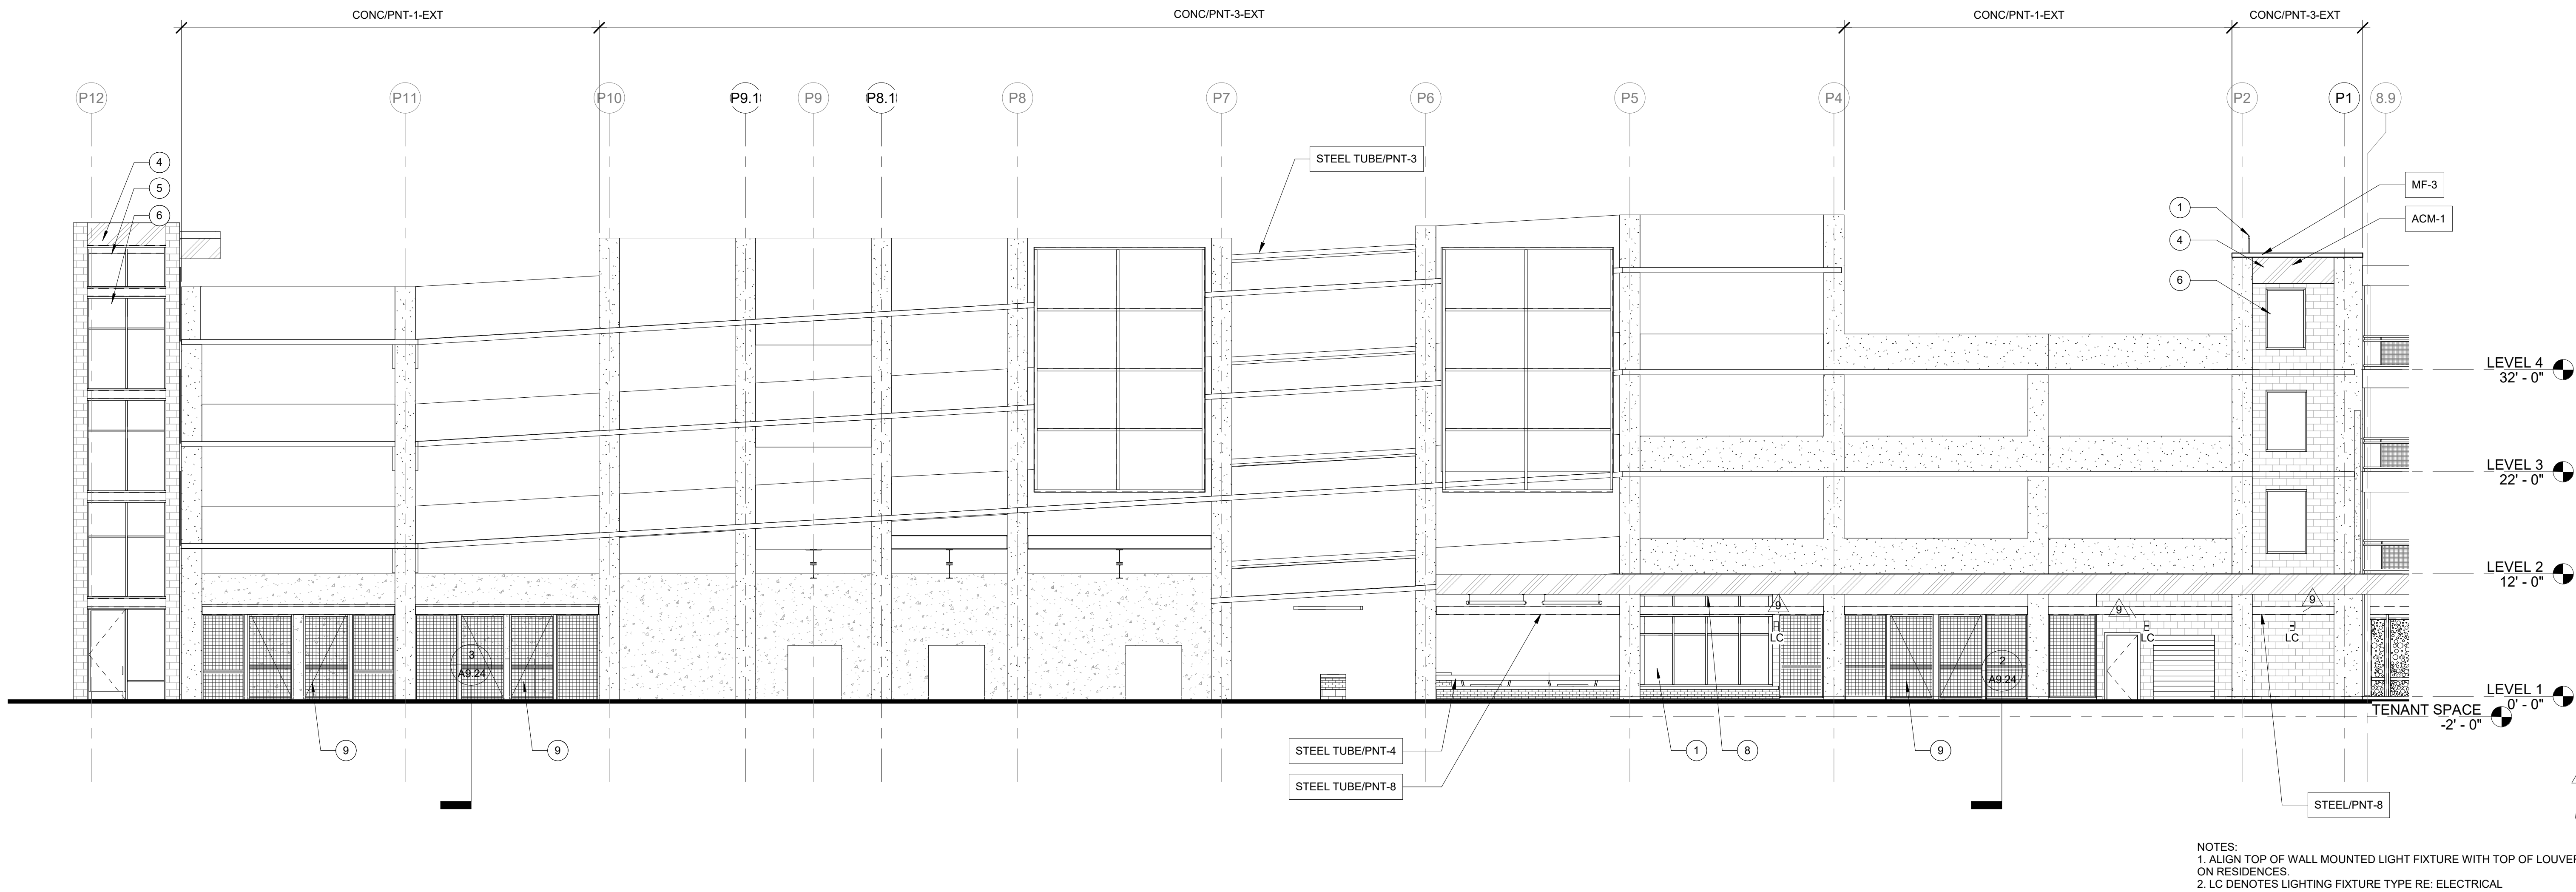 CONC/PNT-1-EXT
CONC/PNT-3-EXT
CONC/PNT-1-EXT
CONC/PNT-3-EXT
P12
P11
P10
P9.1
P9
P8.1
P8
P7
P6
P5
P4
P2
P1
8.9
4
5
6
STEEL TUBE/PNT-3
MF-3
ACM-1
1
4
6
LEVEL 4
32' - 0"
LEVEL 3
22' - 0"
LEVEL 2
12' - 0"
LEVEL 1
0' - 0"
TENANT SPACE
-2' - 0"
9
9
9
LC
LC
LC
3
A9.24
2
A9.24
9
9
STEEL TUBE/PNT-4
STEEL TUBE/PNT-8
1
8
9
STEEL/PNT-8
NOTES:
1. ALIGN TOP OF WALL MOUNTED LIGHT FIXTURE WITH TOP OF LOUVER
ON RESIDENCES.
2. LC DENOTES LIGHTING FIXTURE TYPE RE: ELECTRICAL